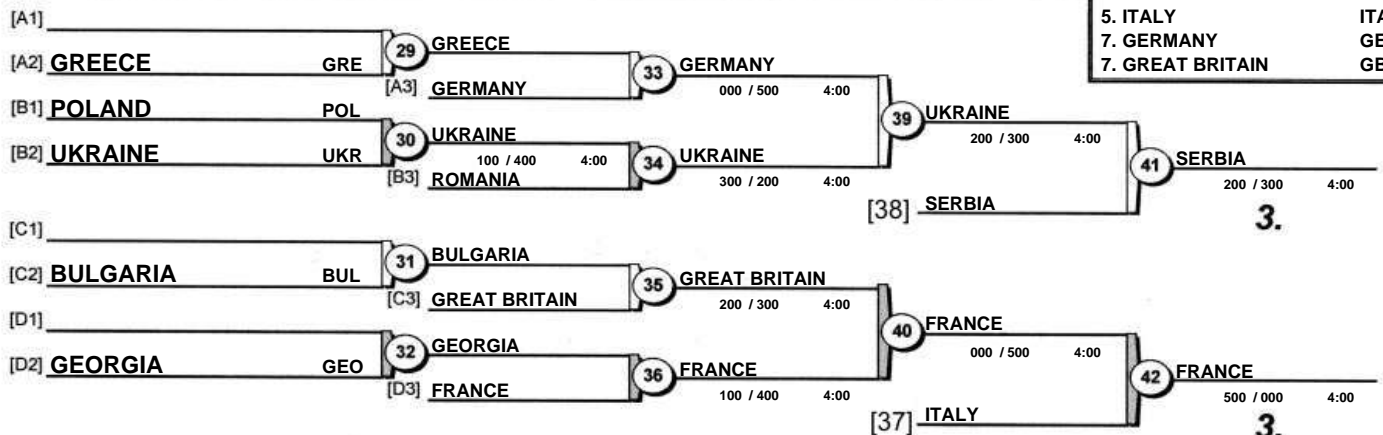 [A1]
[A2] GREECE GRE
[B1] POLAND POL
[B2] UKRAINE UKR
[C1]
[C2] BULGARIA BUL
[D1]
[D2] GEORGIA GEO
29 GREECE
[A3] GERMANY
30 UKRAINE
100 / 400 4:00
[B3] ROMANIA
31 BULGARIA
[C3] GREAT BRITAIN
32 GEORGIA
[D3] FRANCE
33 GERMANY
000 / 500 4:00
34 UKRAINE
300 / 200 4:00
35 GREAT BRITAIN
200 / 300 4:00
36 FRANCE
100 / 400 4:00
39 UKRAINE
200 / 300 4:00
[38] SERBIA
40 FRANCE
000 / 500 4:00
[37] ITALY
41 SERBIA
200 / 300 4:00
3.
42 FRANCE
500 / 000 4:00
3.
5. ITALY ITA
7. GERMANY GE
7. GREAT BRITAIN GE